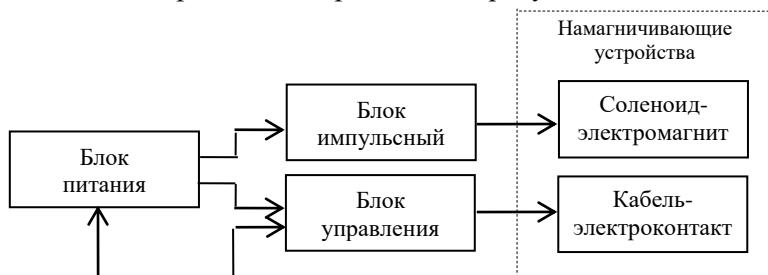 Намагничивающие
устройства
Блок
импульсный
Соленоид-
электромагнит
Блок
питания
Блок
управления
Кабель-
электроконтакт